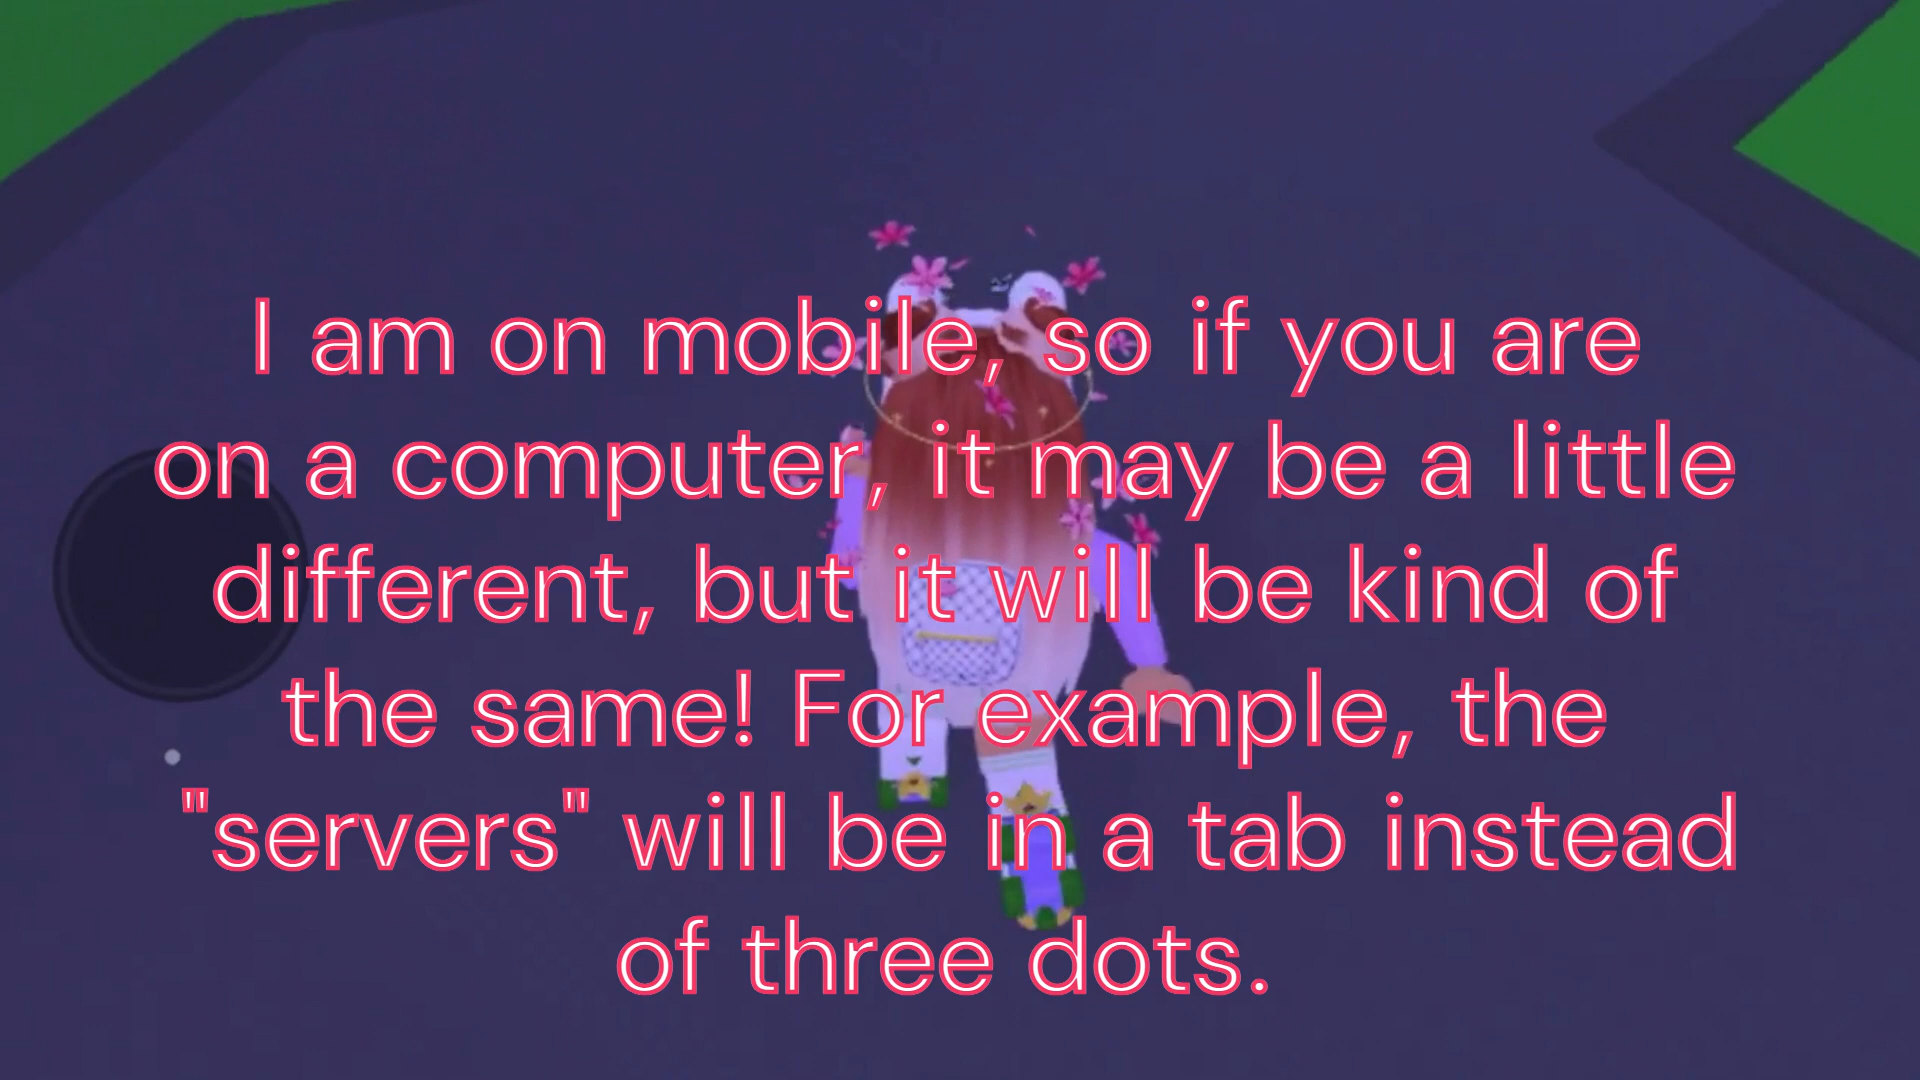 I am on mobile, so if you are
on a computer, it may be a little
different, but it will be kind of
the same! For example, the
"servers" will be in a tab instead
of three dots.